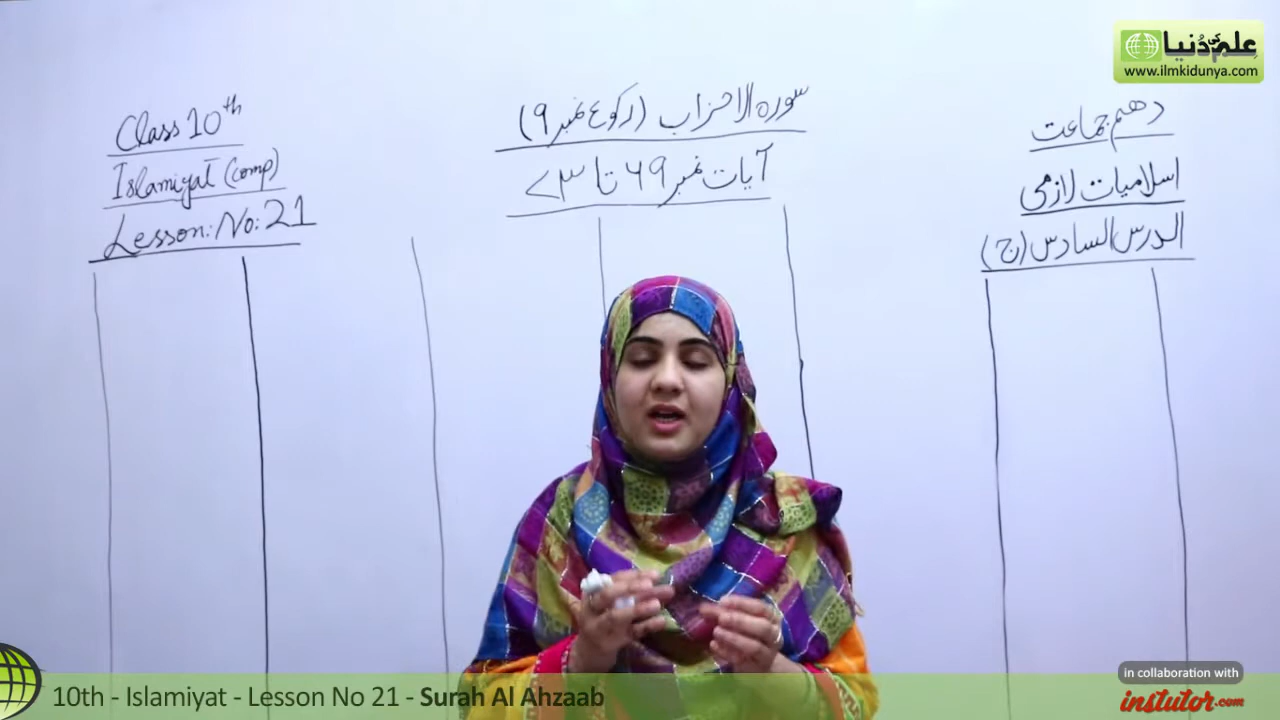 علم کی دُنیا
www.ilmkidunya.com
Class 10th
Islamiyat (comp)
Lesson: No: 21
سورہ الاحزاب (رکوع نمبر ۹)
آیات نمبر ۶۹ تا ۷۳
دھم جماعت
اسلامیات لازمی
الدرس السادس (ج)
10th - Islamiyat - Lesson No 21 - Surah Al Ahzaab
in collaboration with
instutor.com